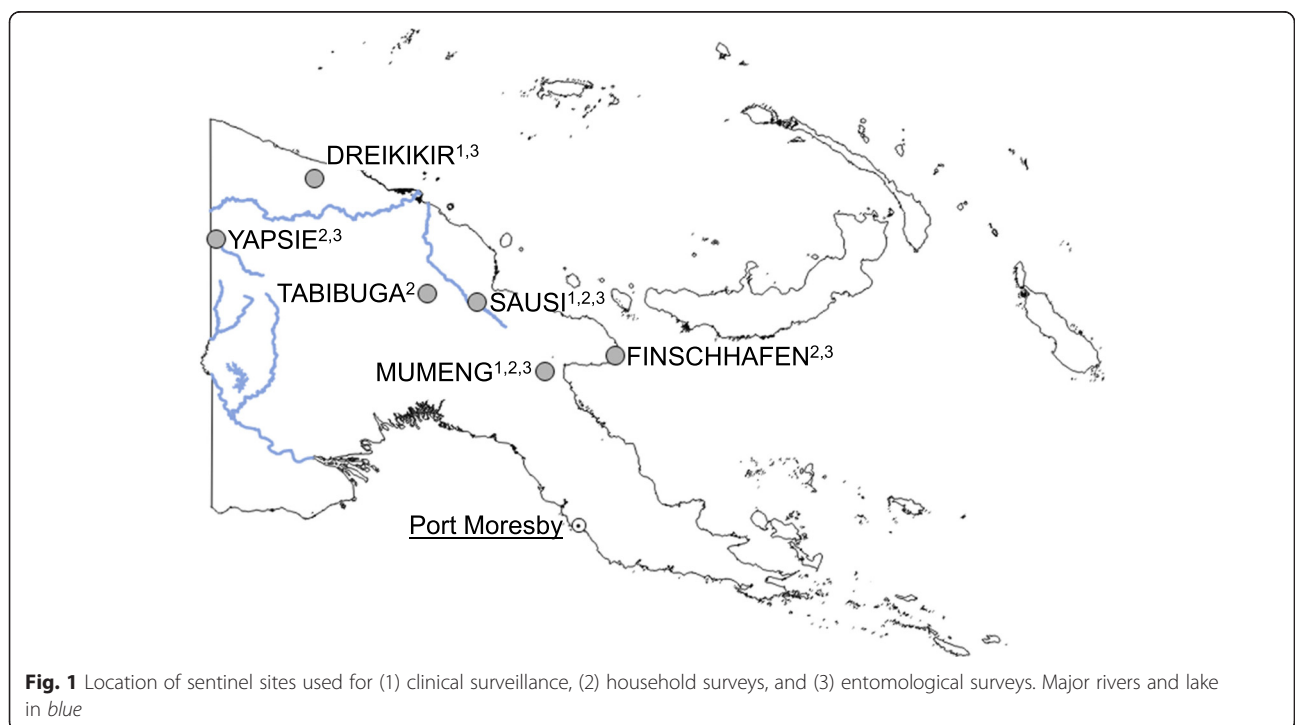 DREIKIKIR1,3
YAPSIE2,3
TABIBUGA2
SAUSI1,2,3
FINSCHHAFEN2,3
MUMENG1,2,3
Port Moresby
Fig. 1 Location of sentinel sites used for (1) clinical surveillance, (2) household surveys, and (3) entomological surveys. Major rivers and lake
in blue